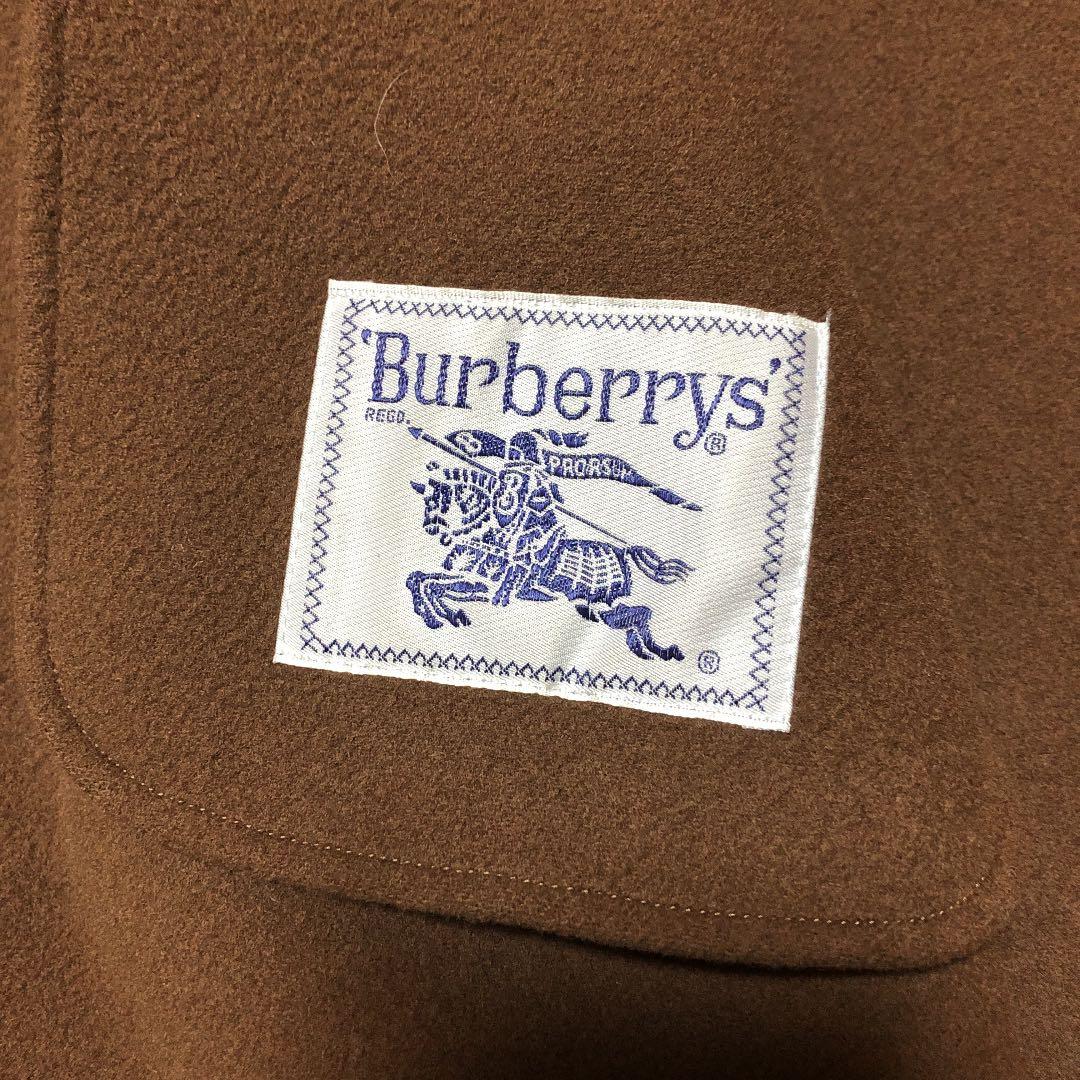 'Burberrys'
REGD. ®
B PRORSUM
B
®